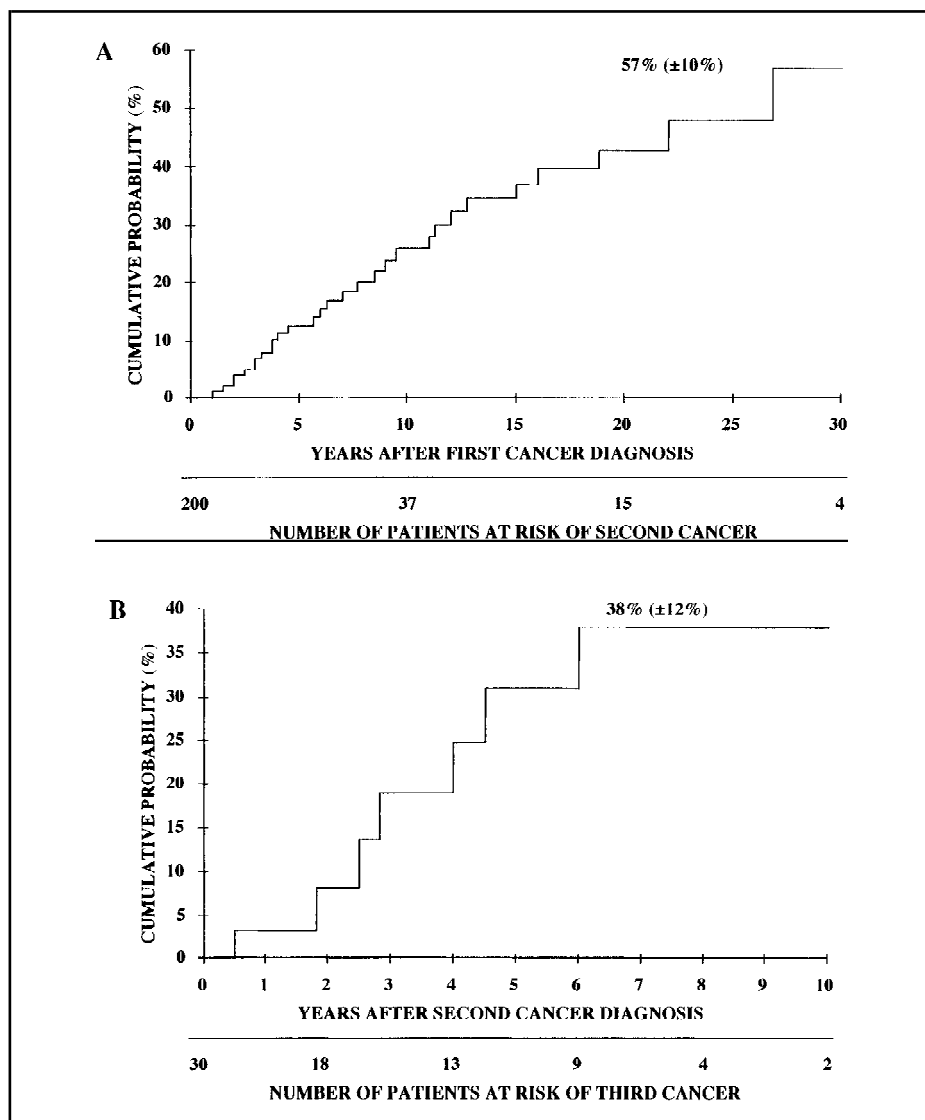 A
60
57% (±10%)
50
40
30
20
10
0
CUMULATIVE PROBABILITY (%)
0 5 10 15 20 25 30
YEARS AFTER FIRST CANCER DIAGNOSIS
200 37 15 4
NUMBER OF PATIENTS AT RISK OF SECOND CANCER
B
40
38% (±12%)
35
30
25
20
15
10
5
0
CUMULATIVE PROBABILITY (%)
0 1 2 3 4 5 6 7 8 9 10
YEARS AFTER SECOND CANCER DIAGNOSIS
30 18 13 9 4 2
NUMBER OF PATIENTS AT RISK OF THIRD CANCER